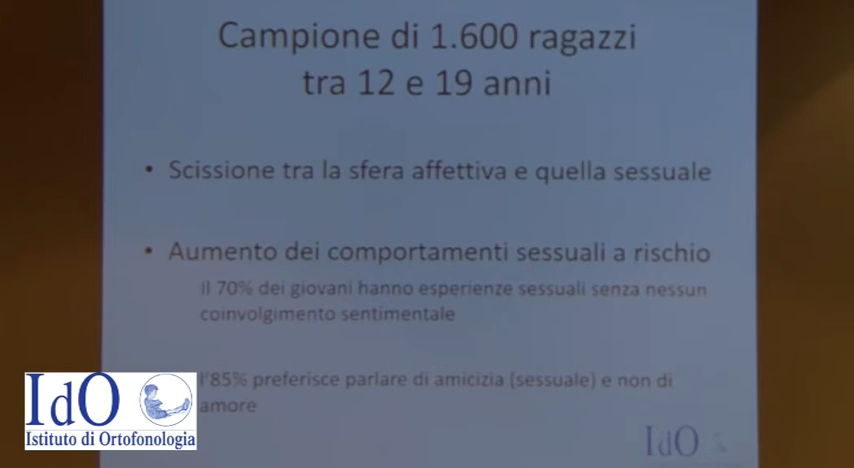 Campione di 1.600 ragazzi
tra 12 e 19 anni
• Scissione tra la sfera affettiva e quella sessuale
• Aumento dei comportamenti sessuali a rischio
Il 70% dei giovani hanno esperienze sessuali senza nessun
coinvolgimento sentimentale
l'85% preferisce parlare di amicizia (sessuale) e non di
amore
IdO
Istituto di Ortofonologia
IdO